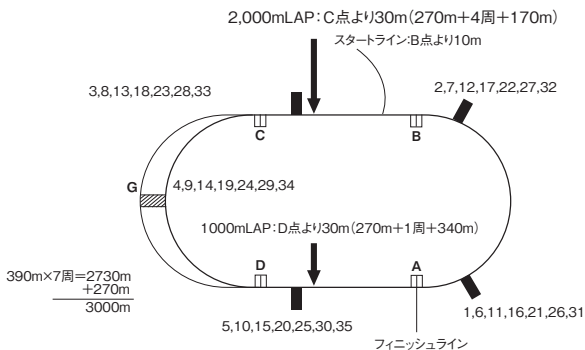 2,000mLAP：C点より30m（270m＋4周＋170m）
スタートライン：B点より10m
3,8,13,18,23,28,33
2,7,12,17,22,27,32
C
B
G
4,9,14,19,24,29,34
1000mLAP：D点より30m（270m＋1周＋340m）
D
A
390m×7周＝2730m
＋270m
3000m
5,10,15,20,25,30,35
1,6,11,16,21,26,31
フィニッシュライン